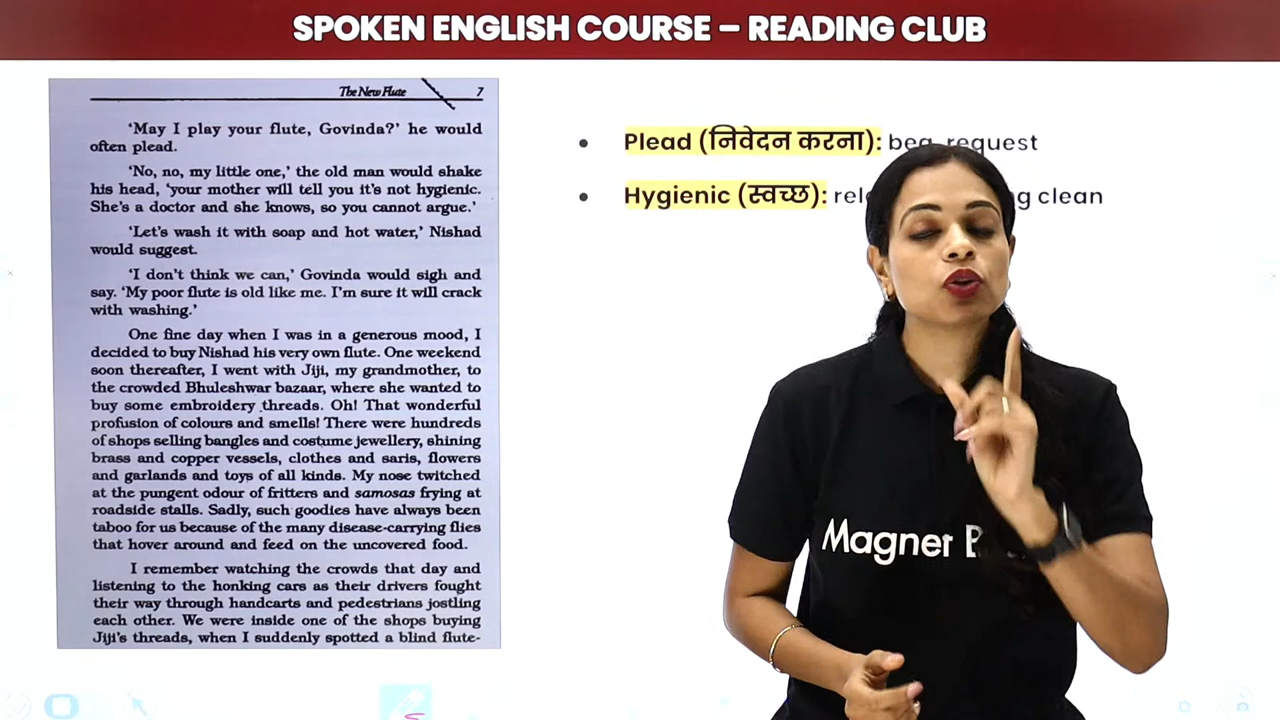 SPOKEN ENGLISH COURSE – READING CLUB
The New Flute 7
'May I play your flute, Govinda?' he would
often plead.
'No, no, my little one,' the old man would shake
his head, 'your mother will tell you it's not hygienic.
She's a doctor and she knows, so you cannot argue.'
'Let's wash it with soap and hot water,' Nishad
would suggest.
'I don't think we can,' Govinda would sigh and
say. 'My poor flute is old like me. I'm sure it will crack
with washing.'
One fine day when I was in a generous mood, I
decided to buy Nishad his very own flute. One weekend
soon thereafter, I went with Jiji, my grandmother, to
the crowded Bhuleshwar bazaar, where she wanted to
buy some embroidery threads. Oh! That wonderful
profusion of colours and smells! There were hundreds
of shops selling bangles and costume jewellery, shining
brass and copper vessels, clothes and saris, flowers
and garlands and toys of all kinds. My nose twitched
at the pungent odour of fritters and samosas frying at
roadside stalls. Sadly, such goodies have always been
taboo for us because of the many disease-carrying flies
that hover around and feed on the uncovered food.
I remember watching the crowds that day and
listening to the honking cars as their drivers fought
their way through handcarts and pedestrians jostling
each other. We were inside one of the shops buying
Jiji's threads, when I suddenly spotted a blind flute-
• Plead (निवेदन करना): beg, request
• Hygienic (स्वच्छ): clean
Magnet